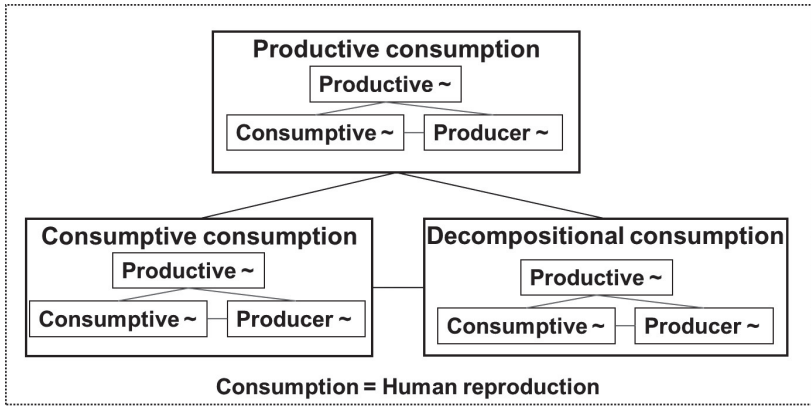 Productive consumption
Productive ~
Consumptive ~ Producer ~
Consumptive consumption
Productive ~
Consumptive ~ Producer ~
Decompositional consumption
Productive ~
Consumptive ~ Producer ~
Consumption = Human reproduction